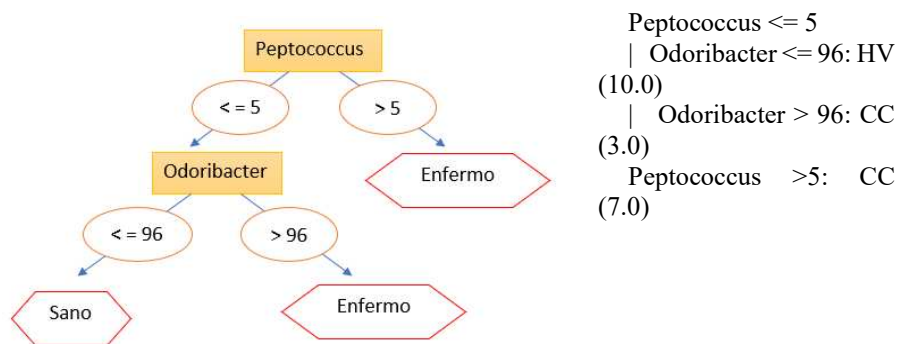 Peptococcus
< = 5
> 5
Odoribacter
Enfermo
< = 96
> 96
Sano
Enfermo
Peptococcus <= 5
| Odoribacter <= 96: HV
(10.0)
| Odoribacter > 96: CC
(3.0)
Peptococcus >5: CC
(7.0)